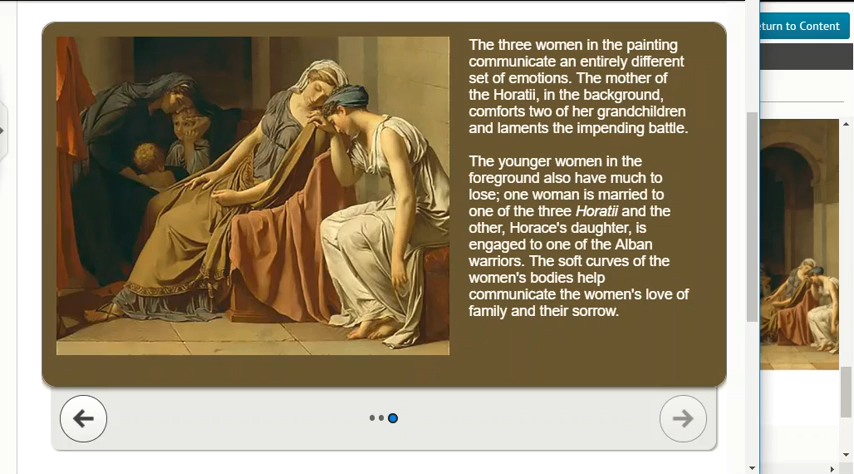 The three women in the painting
communicate an entirely different
set of emotions. The mother of
the Horatii, in the background,
comforts two of her grandchildren
and laments the impending battle.
The younger women in the
foreground also have much to
lose; one woman is married to
one of the three Horatii and the
other, Horace's daughter, is
engaged to one of the Alban
warriors. The soft curves of the
women's bodies help
communicate the women's love of
family and their sorrow.
to Content